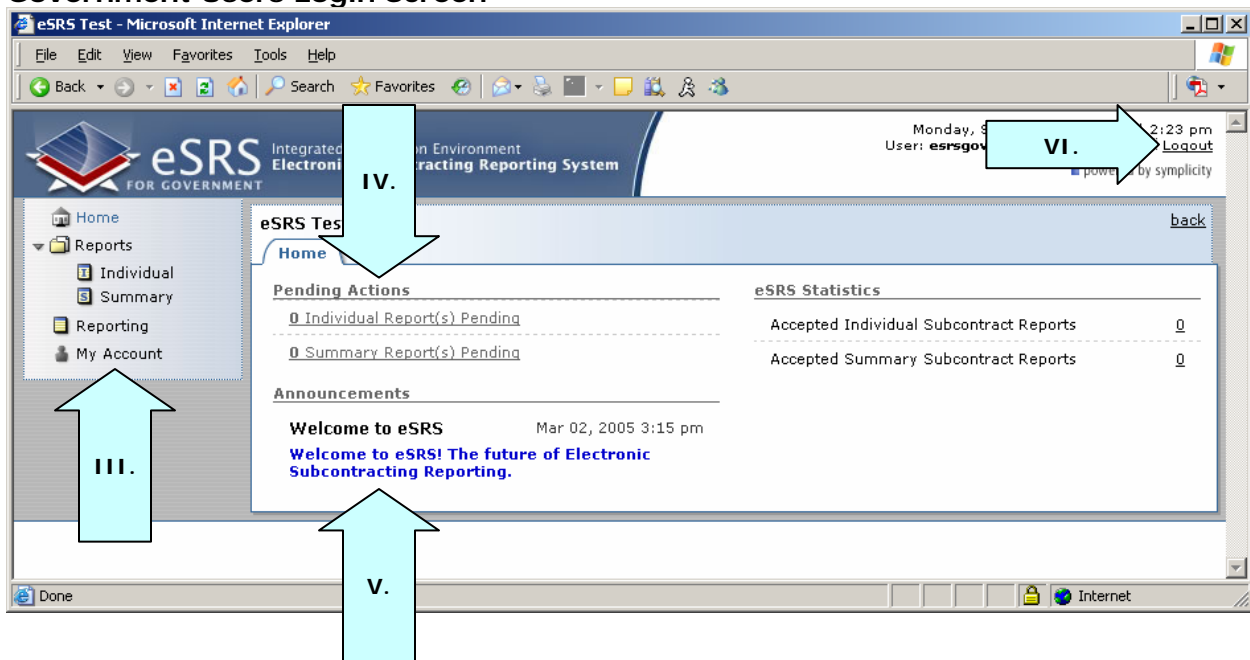 Government Users Login Screen
eSRS Test - Microsoft Internet Explorer
File Edit View Favorites Tools Help
Back Search Favorites
eSRS
FOR GOVERNMENT
Integrated on Environment
Electroni racting Reporting System
Monday, 2:23 pm
User: esrsgov Logout
powered by symplicity
IV.
VI.
Home
Reports
Individual
Summary
Reporting
My Account
eSRS Tes
back
Home
Pending Actions
0 Individual Report(s) Pending
0 Summary Report(s) Pending
Announcements
Welcome to eSRS Mar 02, 2005 3:15 pm
Welcome to eSRS! The future of Electronic
Subcontracting Reporting.
eSRS Statistics
Accepted Individual Subcontract Reports 0
Accepted Summary Subcontract Reports 0
III.
V.
Done Internet